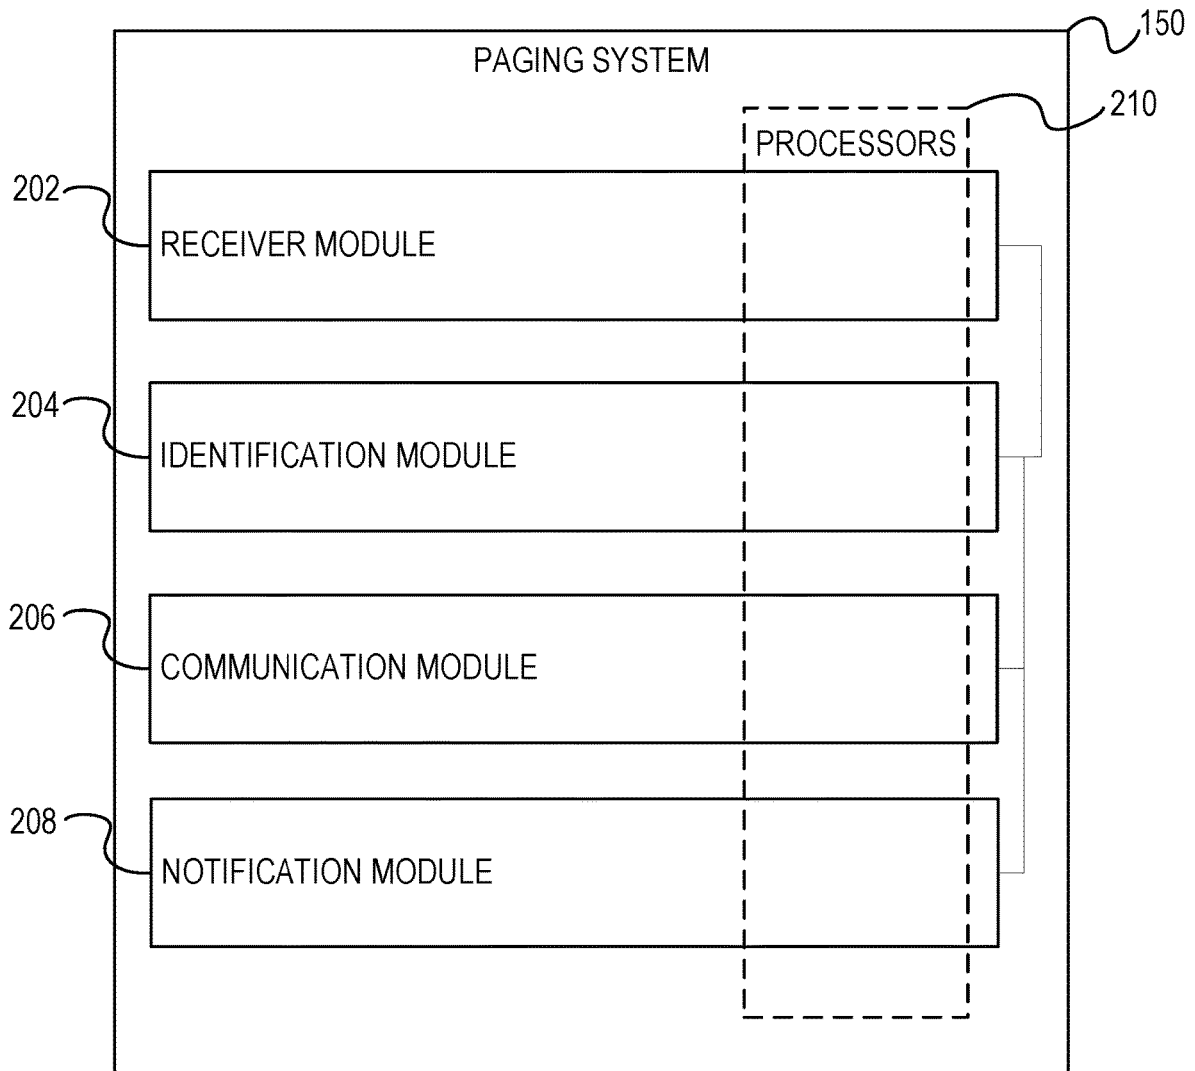 150
PAGING SYSTEM
210
PROCESSORS
202
RECEIVER MODULE
204
IDENTIFICATION MODULE
206
COMMUNICATION MODULE
208
NOTIFICATION MODULE